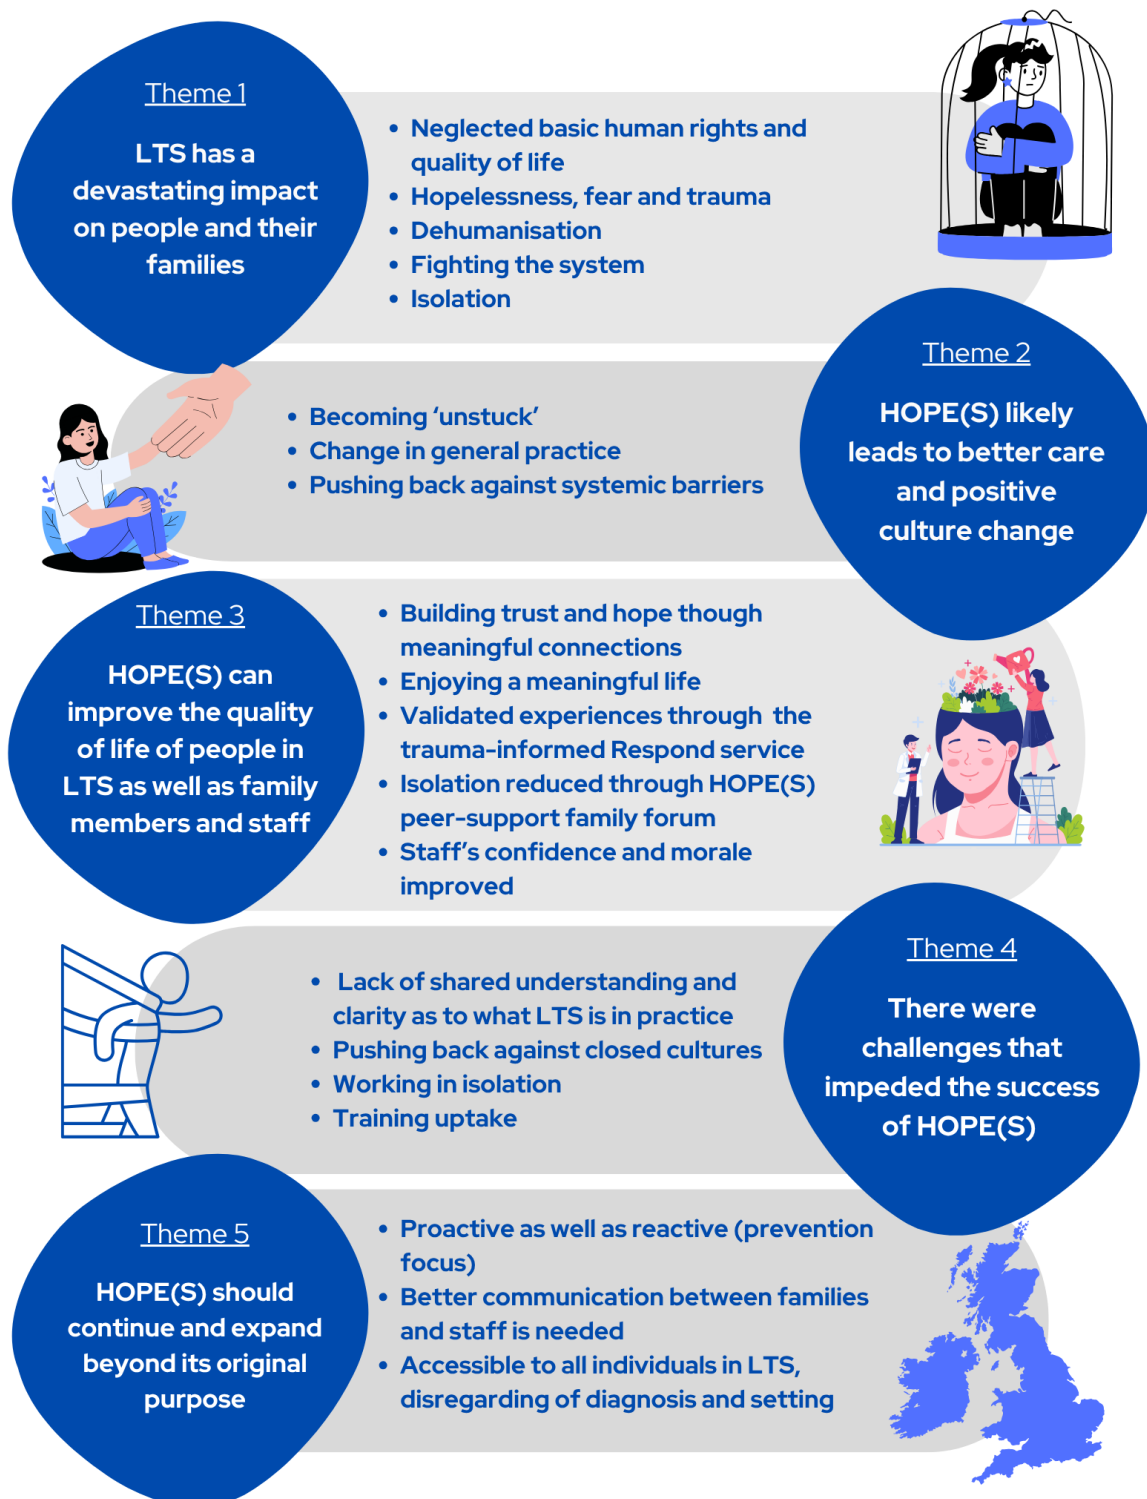 Theme 1
LTS has a
devastating impact
on people and their
families
• Neglected basic human rights and
quality of life
• Hopelessness, fear and trauma
• Dehumanisation
• Fighting the system
• Isolation
Theme 2
HOPE(S) likely
leads to better care
and positive
culture change
• Becoming ‘unstuck’
• Change in general practice
• Pushing back against systemic barriers
Theme 3
HOPE(S) can
improve the quality
of life of people in
LTS as well as family
members and staff
• Building trust and hope though
meaningful connections
• Enjoying a meaningful life
• Validated experiences through the
trauma-informed Respond service
• Isolation reduced through HOPE(S)
peer-support family forum
• Staff’s confidence and morale
improved
Theme 4
There were
challenges that
impeded the success
of HOPE(S)
• Lack of shared understanding and
clarity as to what LTS is in practice
• Pushing back against closed cultures
• Working in isolation
• Training uptake
Theme 5
HOPE(S) should
continue and expand
beyond its original
purpose
• Proactive as well as reactive (prevention
focus)
• Better communication between families
and staff is needed
• Accessible to all individuals in LTS,
disregarding of diagnosis and setting